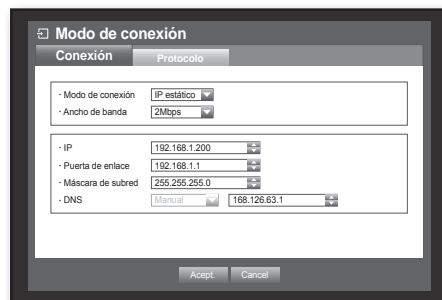 Modo de conexión
Conexión Protocolo
· Modo de conexión IP estático
· Ancho de banda 2Mbps
· IP 192.168.1.200
· Puerta de enlace 192.168.1.1
· Máscara de subred 255.255.255.0
· DNS Manual 168.126.63.1
Acept. Cancel